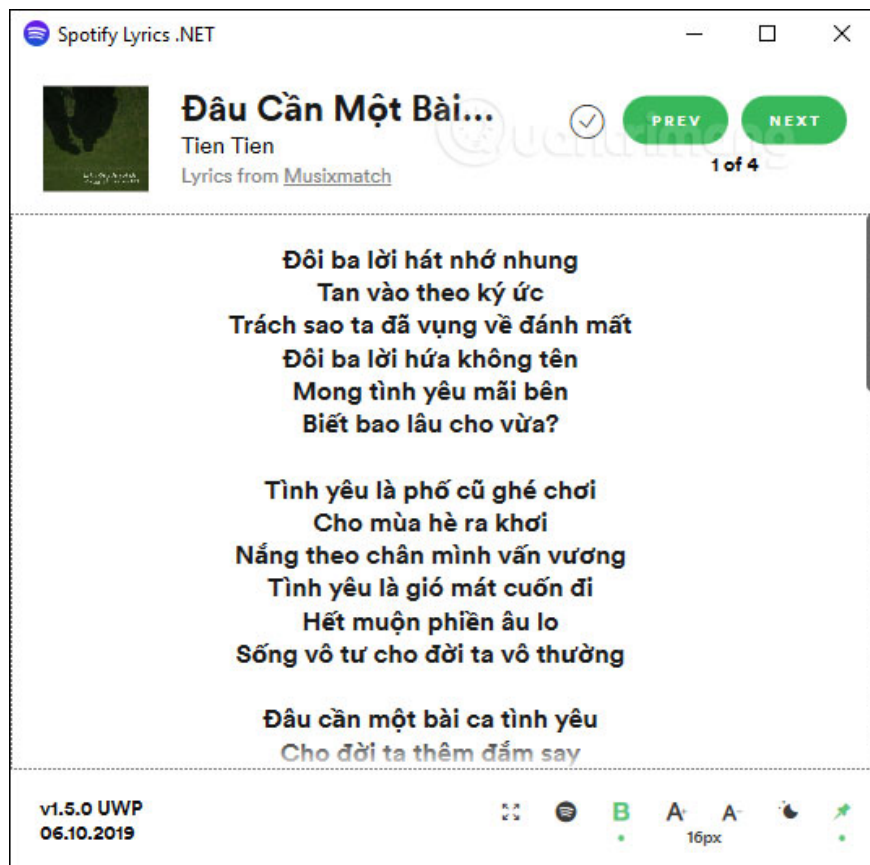 Spotify Lyrics .NET
Đâu Cần Một Bài...
Tien Tien
Lyrics from Musixmatch
PREV
NEXT
1 of 4
Quantrimang
Đôi ba lời hát nhớ nhung
Tan vào theo ký ức
Trách sao ta đã vụng về đánh mất
Đôi ba lời hứa không tên
Mong tình yêu mãi bên
Biết bao lâu cho vừa?
Tình yêu là phố cũ ghé chơi
Cho mùa hè ra khơi
Nắng theo chân mình vấn vương
Tình yêu là gió mát cuốn đi
Hết muộn phiền âu lo
Sống vô tư cho đời ta vô thường
Đâu cần một bài ca tình yêu
Cho đời ta thêm đắm say
v1.5.0 UWP
06.10.2019
B
A+
A-
16px